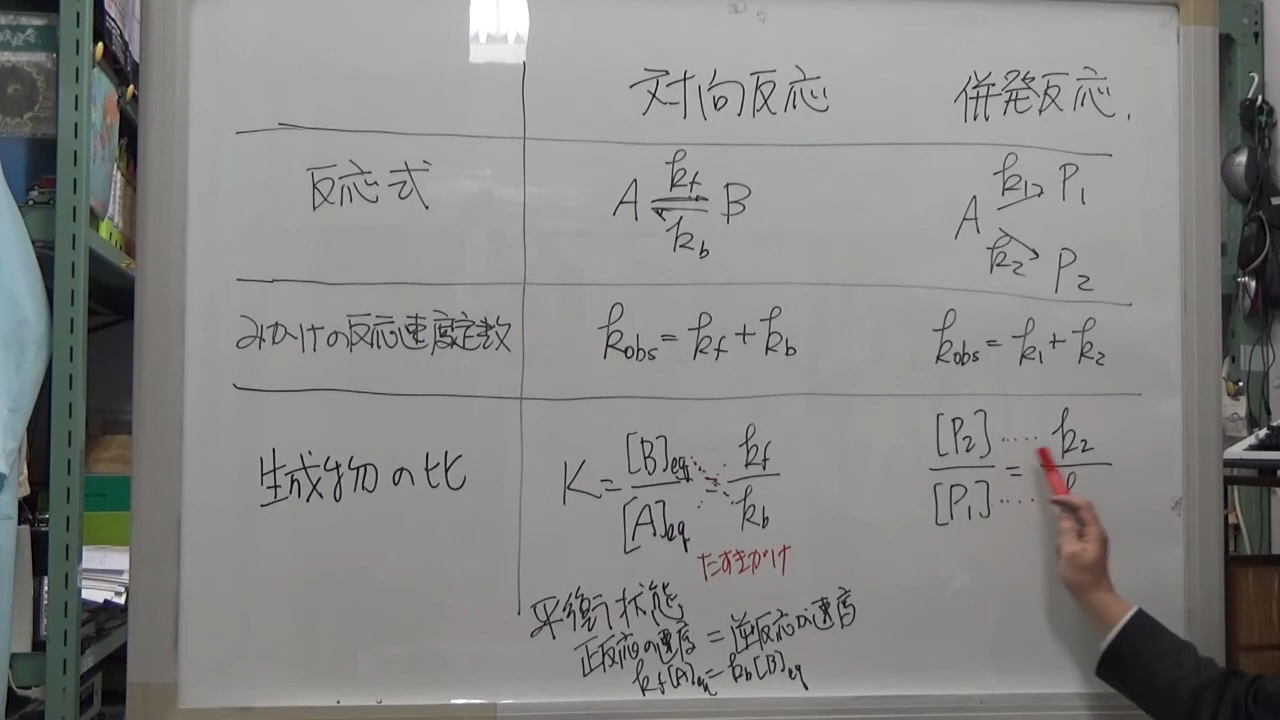 対向反応 併発反応.
反応式 A k_f ⇌ k_b B A k_1 → P_1
k_2 → P_2
みかけの反応速度定数 k_obs = k_f + k_b k_obs = k_1 + k_2
生成物の比 K = [B]_eq / [A]_eq = k_f / k_b [P_2] / [P_1] = k_2 /
たすきがけ
平衡状態
正反応の速度 = 逆反応の速度
k_f[A]_eq = k_b[B]_eq